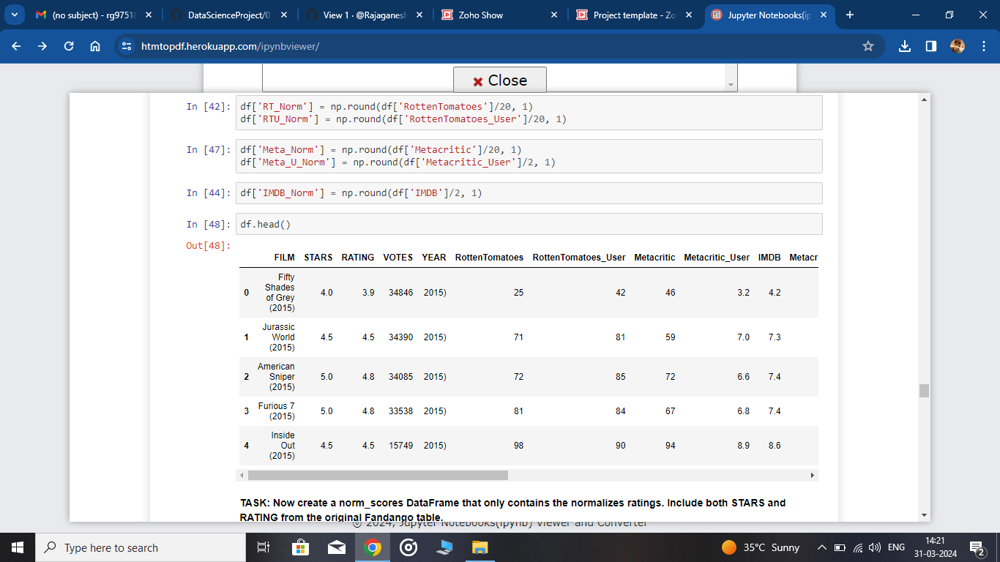 (no subject) - rg97518
DataScienceProject/0
View 1 · @Rajaganesh
Zoho Show
Project template - Zo
Jupyter Notebooks(ip
htmtopdf.herokuapp.com/ipynbviewer/
Close
In [42]: df['RT_Norm'] = np.round(df['RottenTomatoes']/20, 1)
df['RTU_Norm'] = np.round(df['RottenTomatoes_User']/20, 1)
In [47]: df['Meta_Norm'] = np.round(df['Metacritic']/20, 1)
df['Meta_U_Norm'] = np.round(df['Metacritic_User']/2, 1)
In [44]: df['IMDB_Norm'] = np.round(df['IMDB']/2, 1)
In [48]: df.head()
Out[48]:
FILM STARS RATING VOTES YEAR RottenTomatoes RottenTomatoes_User Metacritic Metacritic_User IMDB Metacr
Fifty
Shades
of Grey
(2015)
0 4.0 3.9 34846 2015) 25 42 46 3.2 4.2
Jurassic
World
(2015)
1 4.5 4.5 34390 2015) 71 81 59 7.0 7.3
American
Sniper
(2015)
2 5.0 4.8 34085 2015) 72 85 72 6.6 7.4
Furious 7
(2015)
3 5.0 4.8 33538 2015) 81 84 67 6.8 7.4
Inside
Out
(2015)
4 4.5 4.5 15749 2015) 98 90 94 8.9 8.6
TASK: Now create a norm_scores DataFrame that only contains the normalizes ratings. Include both STARS and
RATING from the original Fandango table.
© 2024, Jupyter Notebooks(ipynb) Viewer and Converter
Type here to search
35°C Sunny
ENG
14:21
31-03-2024
2